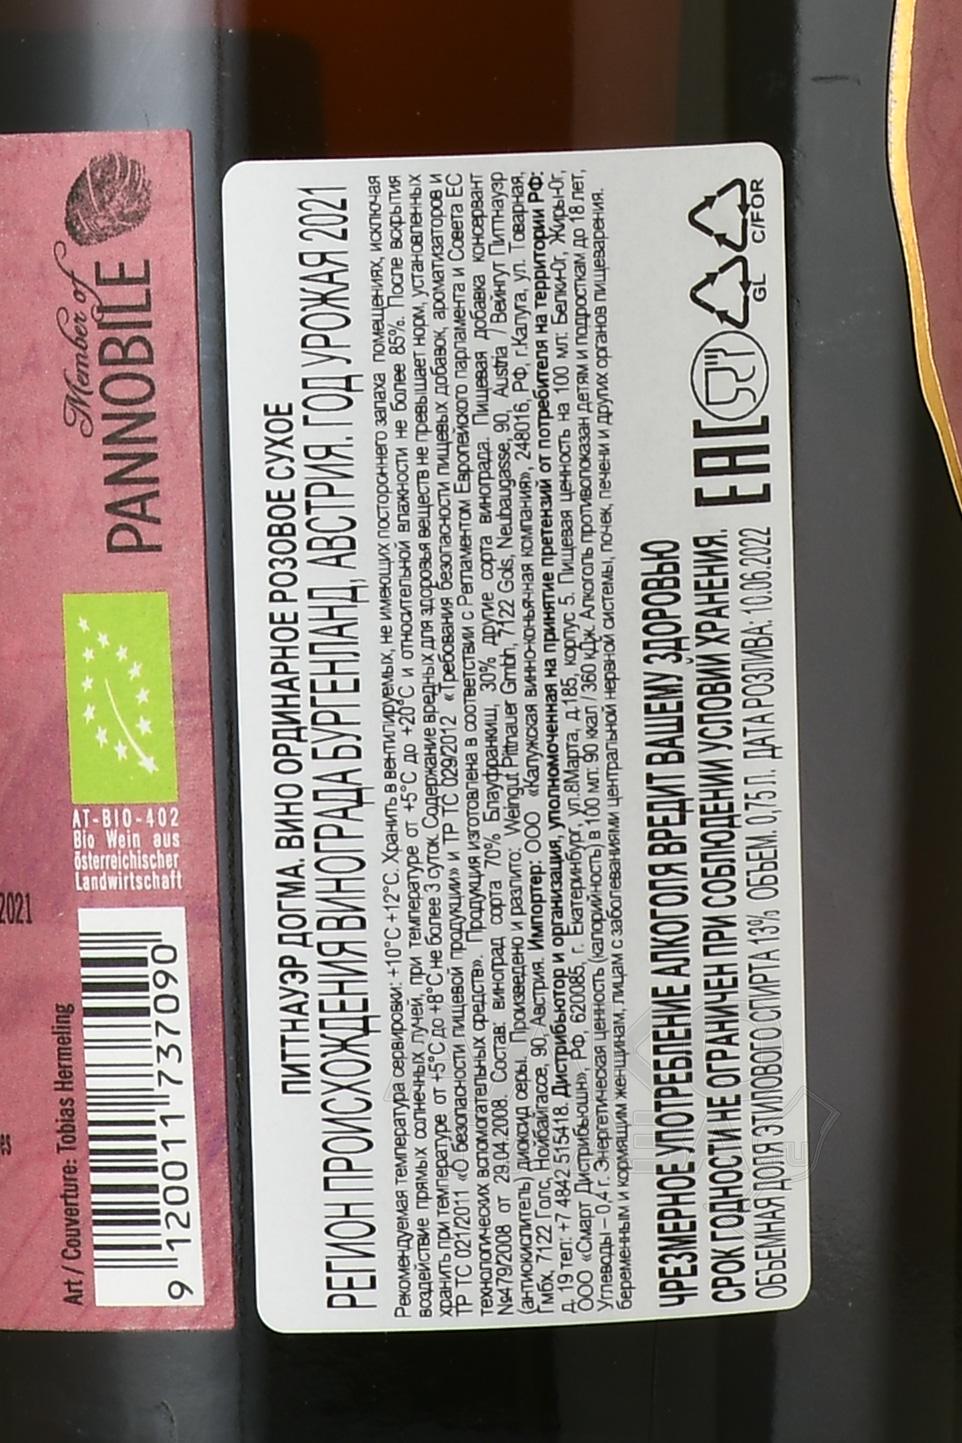 ПИТТНАУЭР ДОГМА. ВИНО ОРДИНАРНОЕ РОЗОВОЕ СУХОЕ
РЕГИОН ПРОИСХОЖДЕНИЯ ВИНОГРАДА БУРГЕНЛАНД, АВСТРИЯ. ГОД УРОЖАЯ 2021
Рекомендуемая температура сервировки: +10°С +12°С. Хранить в вентилируемых, не имеющих постороннего запаха помещениях, исключая
воздействие прямых солнечных лучей, при температуре от +5°С до +20°С и относительной влажности не более 85%. После вскрытия
хранить при температуре от +5°С до +8°С не более 3 суток. Содержание вредных для здоровья веществ не превышает норм, установленных
ТР ТС 021/2011 «О безопасности пищевой продукции» и ТР ТС 029/2012 «Требования безопасности пищевых добавок, ароматизаторов и
технологических вспомогательных средств». Продукция изготовлена в соответствии с Регламентом Европейского парламента и Совета ЕС
№479/2008 от 29.04.2008. Состав: виноград сорта 70% Блауфранкиш, 30% другие сорта винограда. Пищевая добавка консервант
(антиокислитель) диоксид серы. Произведено и разлито: Weingut Pittnauer Gmbh, 7122 Gols, Neubaugasse, 90, Austria / Вейнгут Питтнауэр
Гмбх, 7122 Голс, Нойбайгассе, 90, Австрия. Импортер: ООО «Калужская винно-коньячная компания», 248016, РФ, г.Калуга, ул. Товарная,
д. 19 тел: +7 4842 515418. Дистрибьютор и организация, уполномоченная на принятие претензий от потребителя на территории РФ:
ООО «Смарт Дистрибьюшн», РФ, 620085, г. Екатеринбург, ул.8Марта, д.185, корпус 5. Пищевая ценность на 100 мл: Белки-0г, Жиры-0г,
Углеводы – 0,4 г. Энергетическая ценность (калорийность) в 100 мл: 90 ккал / 360 кДж. Алкоголь противопоказан детям и подросткам до 18 лет,
беременным и кормящим женщинам, лицам с заболеваниями центральной нервной системы, почек, печени и других органов пищеварения.
ЧРЕЗМЕРНОЕ УПОТРЕБЛЕНИЕ АЛКОГОЛЯ ВРЕДИТ ВАШЕМУ ЗДОРОВЬЮ
СРОК ГОДНОСТИ НЕ ОГРАНИЧЕН ПРИ СОБЛЮДЕНИИ УСЛОВИЙ ХРАНЕНИЯ.
ОБЪЕМНАЯ ДОЛЯ ЭТИЛОВОГО СПИРТА 13% ОБЪЕМ. 0,75 Л. ДАТА РОЗЛИВА: 10.06.2022
EAC
GL
C/FOR
2021
Art / Couverture: Tobias Hermeling
9 120011 737090
AT-BIO-402
Bio Wein aus
österreichischer
Landwirtschaft
Member of
PANNOBILE